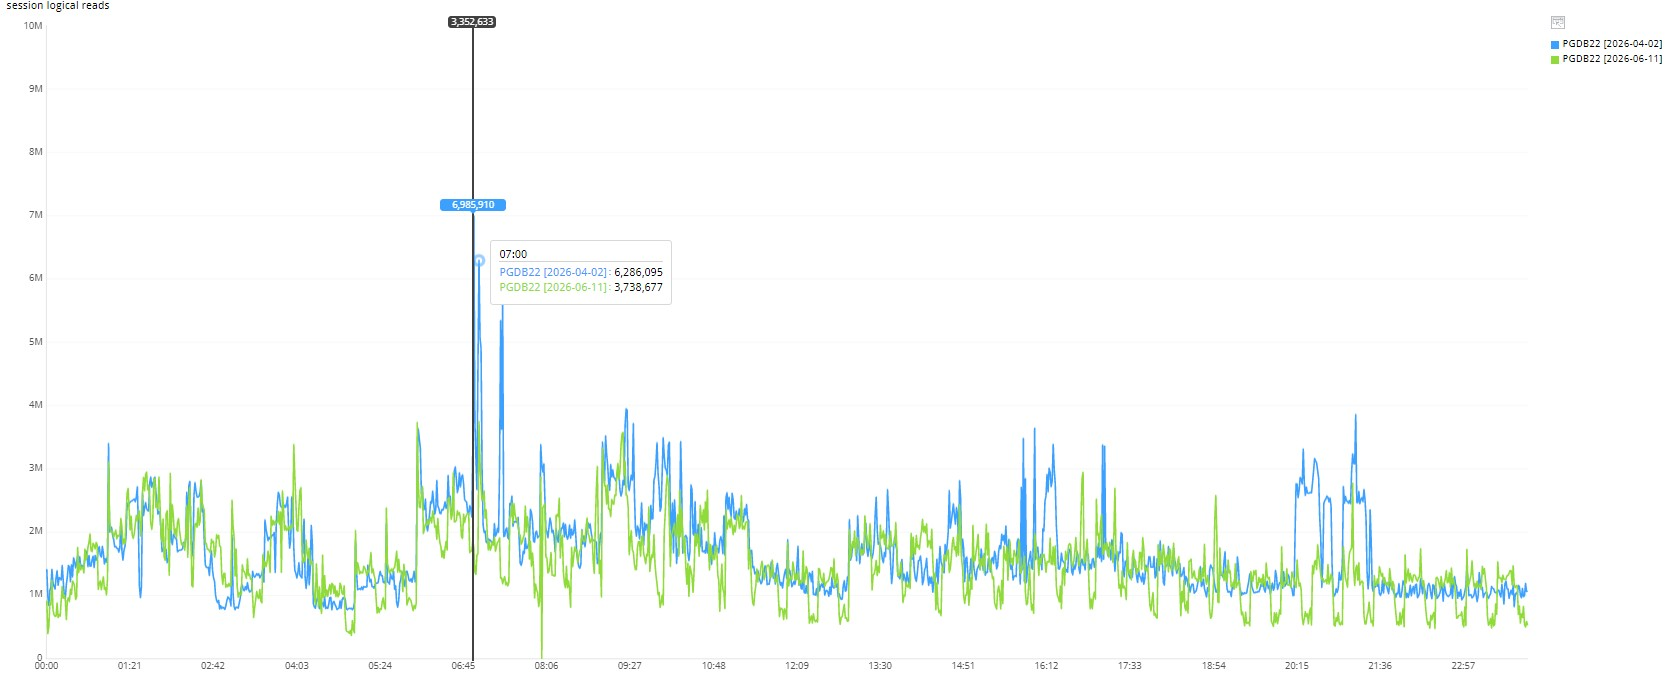 session logical reads
10M
9M
8M
7M
6M
5M
4M
3M
2M
1M
0
3,352,633
6,985,910
07:00
PGDB22 [2026-04-02] : 6,286,095
PGDB22 [2026-06-11] : 3,738,677
PGDB22 [2026-04-02]
PGDB22 [2026-06-11]
00:00 01:21 02:42 04:03 05:24 06:45 08:06 09:27 10:48 12:09 13:30 14:51 16:12 17:33 18:54 20:15 21:36 22:57